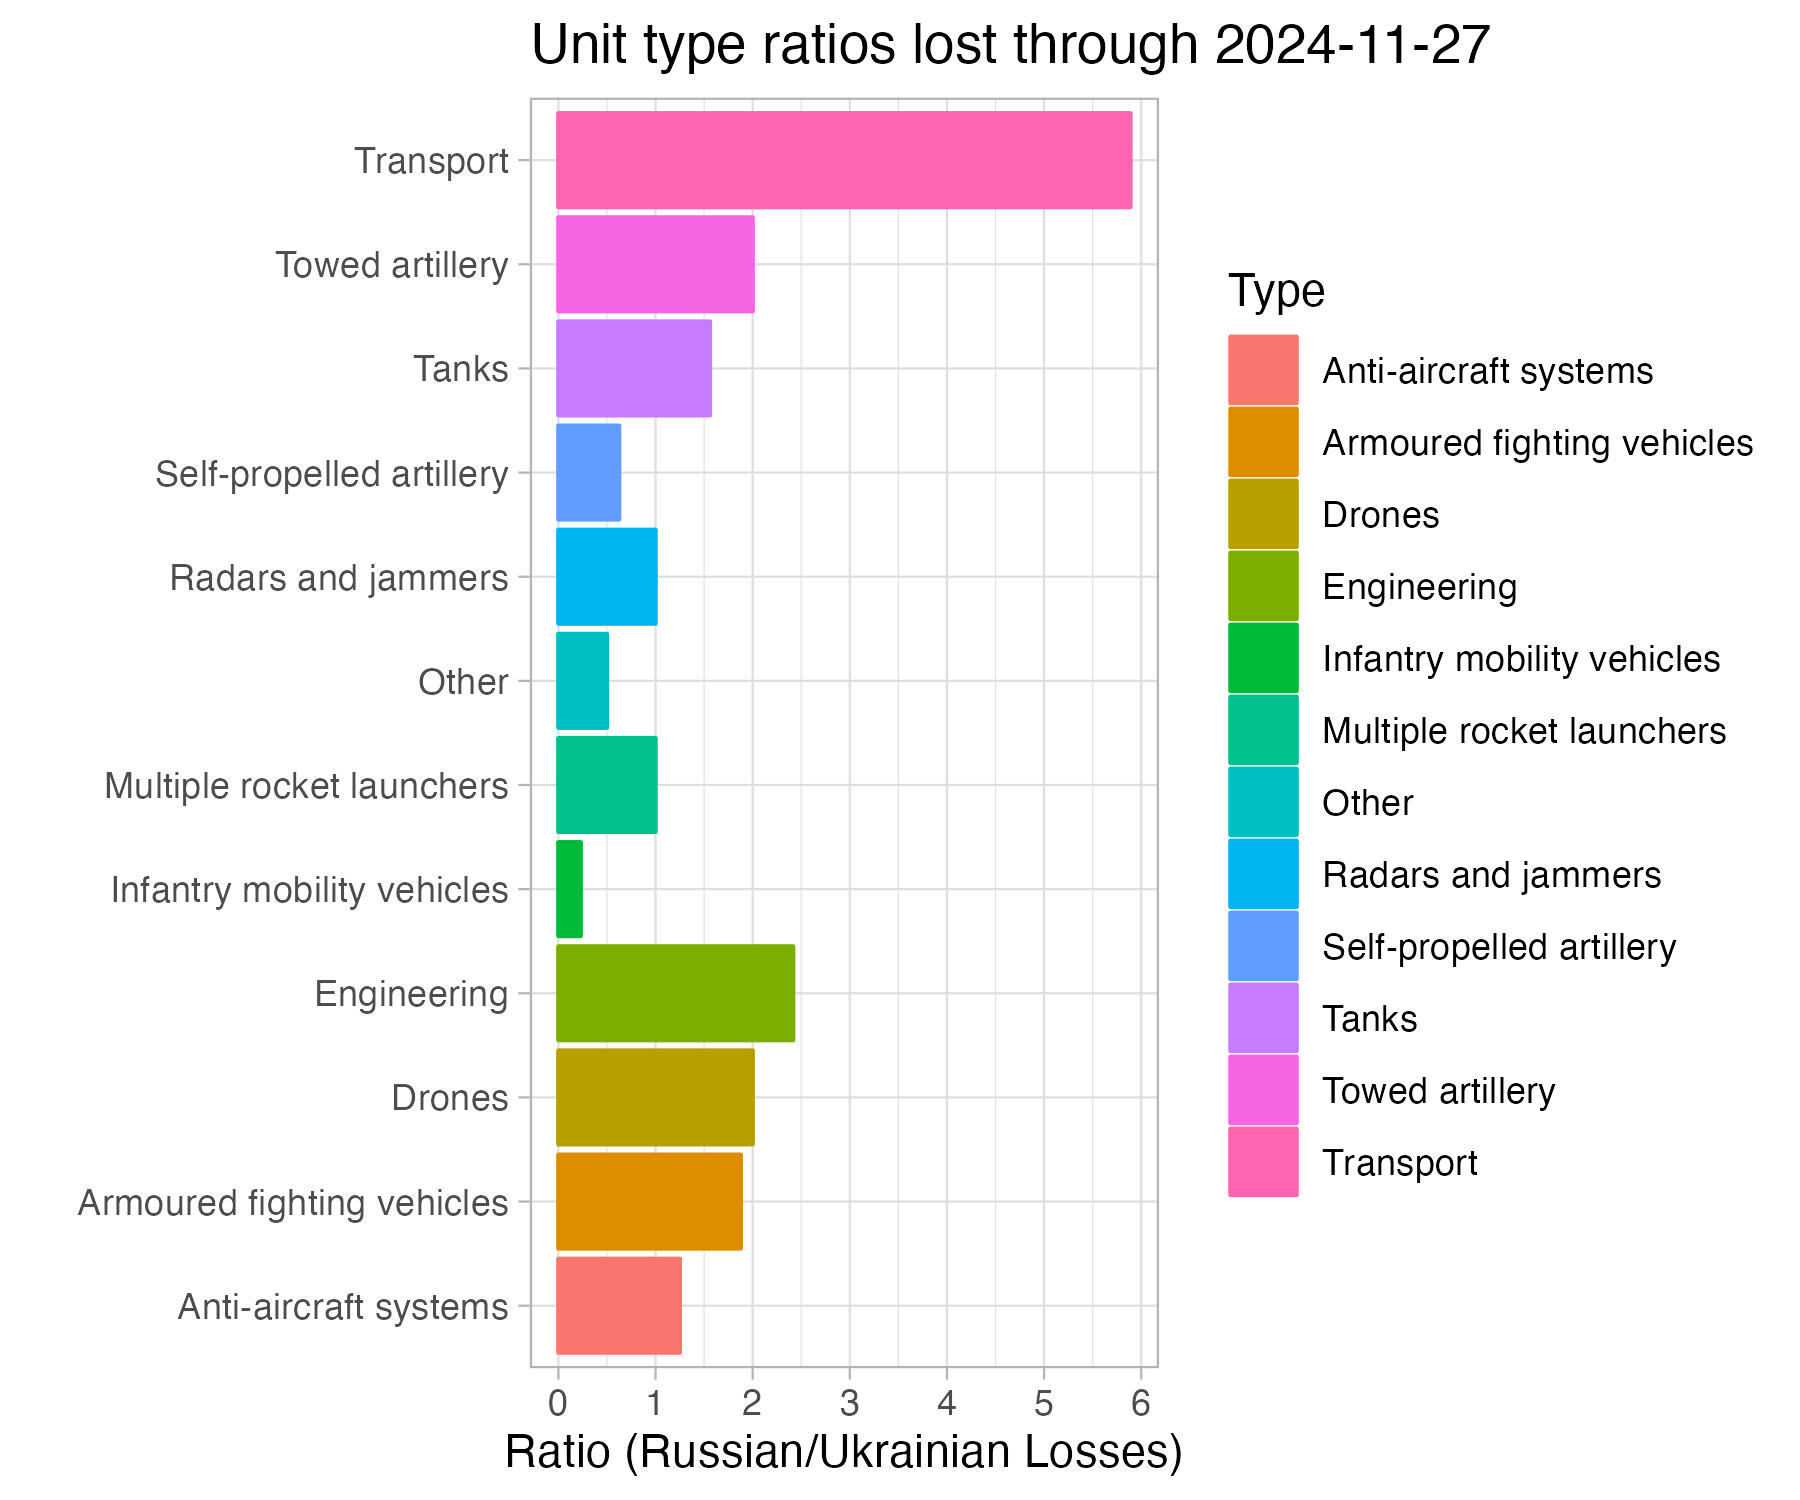 Unit type ratios lost through 2024-11-27
Transport
Towed artillery
Tanks
Self-propelled artillery
Radars and jammers
Other
Multiple rocket launchers
Infantry mobility vehicles
Engineering
Drones
Armoured fighting vehicles
Anti-aircraft systems
0 1 2 3 4 5 6
Ratio (Russian/Ukrainian Losses)
Type
Anti-aircraft systems
Armoured fighting vehicles
Drones
Engineering
Infantry mobility vehicles
Multiple rocket launchers
Other
Radars and jammers
Self-propelled artillery
Tanks
Towed artillery
Transport